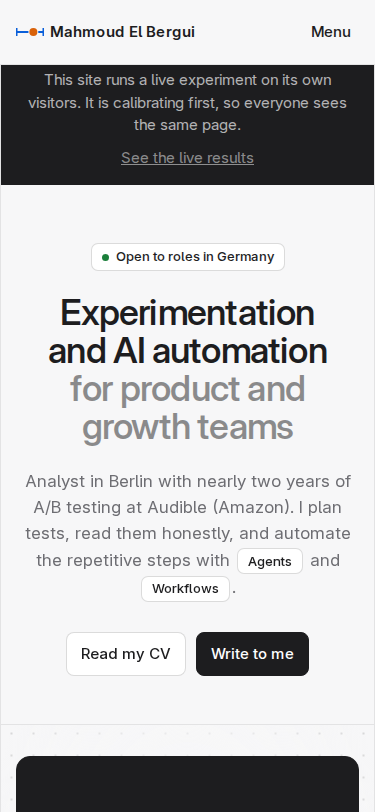 Mahmoud El Bergui
Menu
This site runs a live experiment on its own
visitors. It is calibrating first, so everyone sees
the same page.
See the live results
Open to roles in Germany
Experimentation
and AI automation
for product and
growth teams
Analyst in Berlin with nearly two years of
A/B testing at Audible (Amazon). I plan
tests, read them honestly, and automate
the repetitive steps with Agents and
Workflows.
Read my CV
Write to me